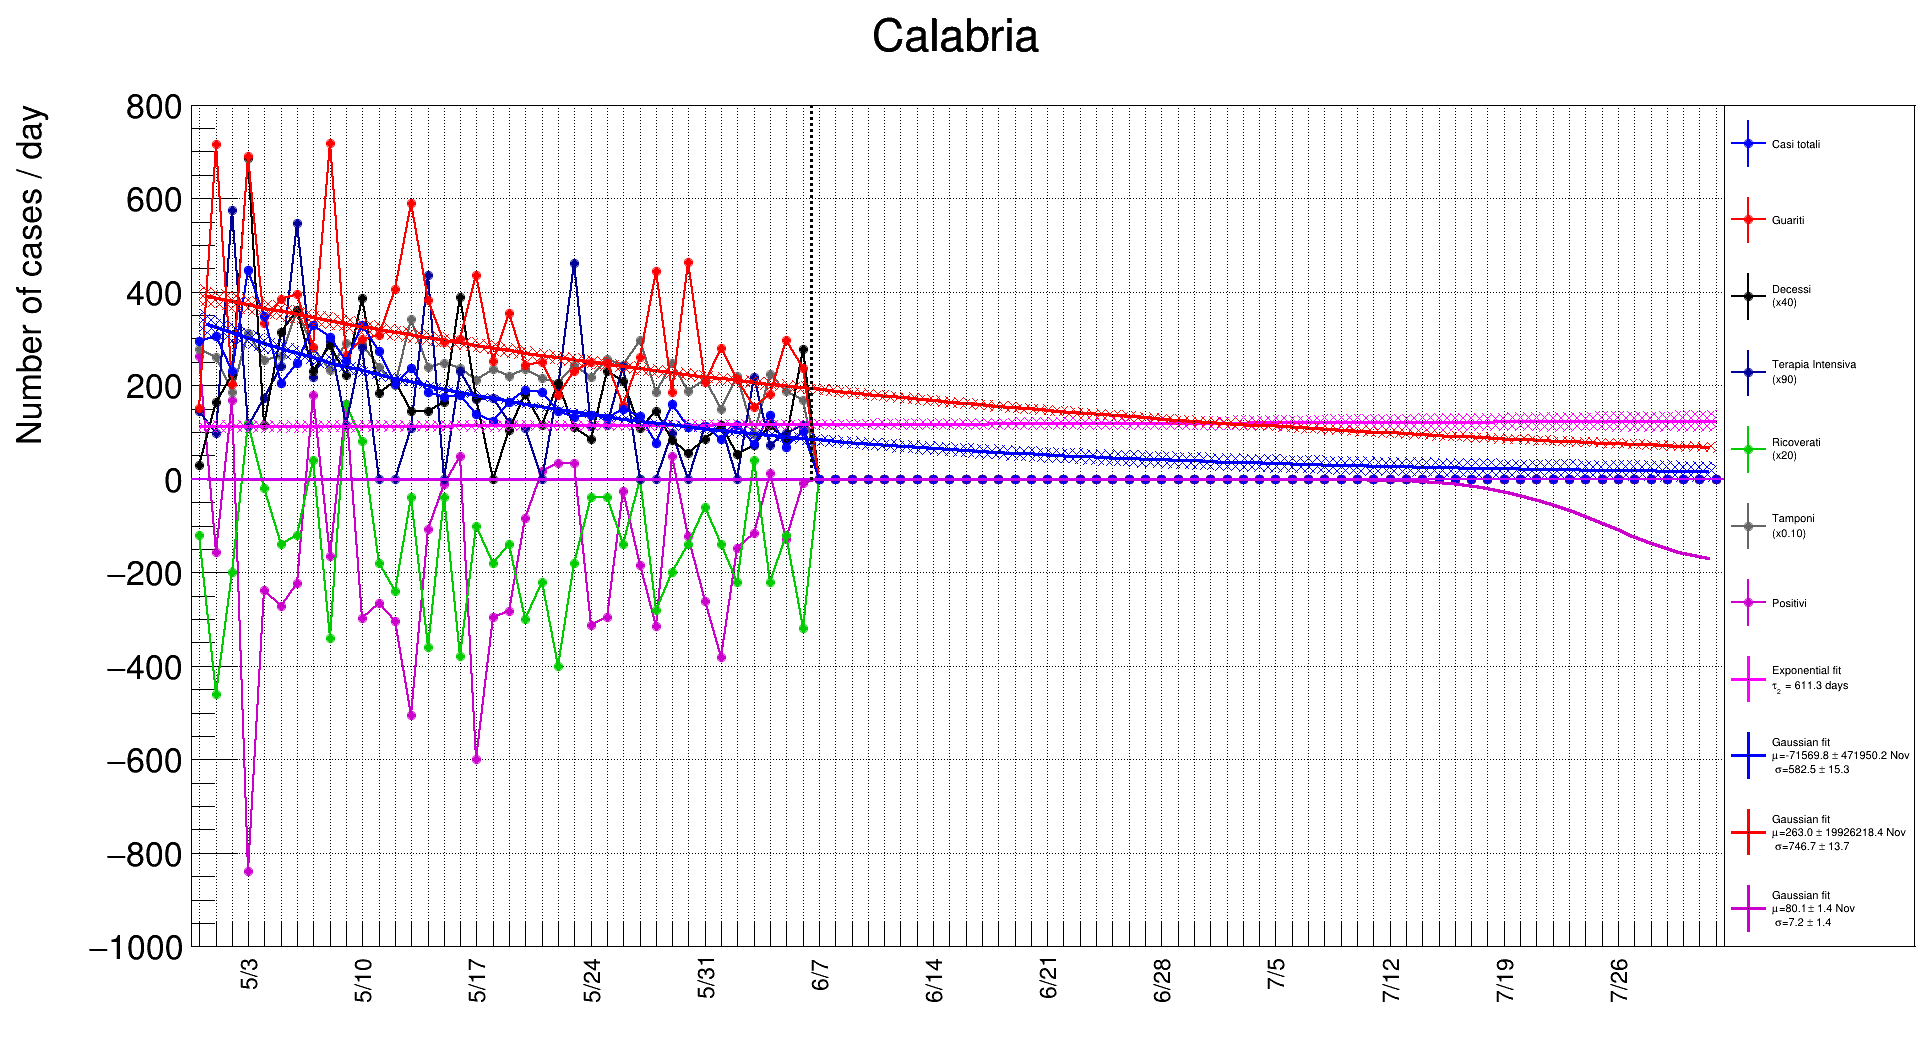 Calabria
Number of cases / day
800
600
400
200
0
−200
−400
−600
−800
−1000
5/3
5/10
5/17
5/24
5/31
6/7
6/14
6/21
6/28
7/5
7/12
7/19
7/26
Casi totali
Guariti
Decessi
(x40)
Terapia Intensiva
(x90)
Ricoverati
(x20)
Tamponi
(x0.10)
Positivi
Exponential fit
τ2 = 611.3 days
Gaussian fit
μ=-71569.8 ± 471950.2 Nov
σ=582.5 ± 15.3
Gaussian fit
μ=263.0 ± 19926218.4 Nov
σ=746.7 ± 13.7
Gaussian fit
μ=80.1 ± 1.4 Nov
σ=7.2 ± 1.4